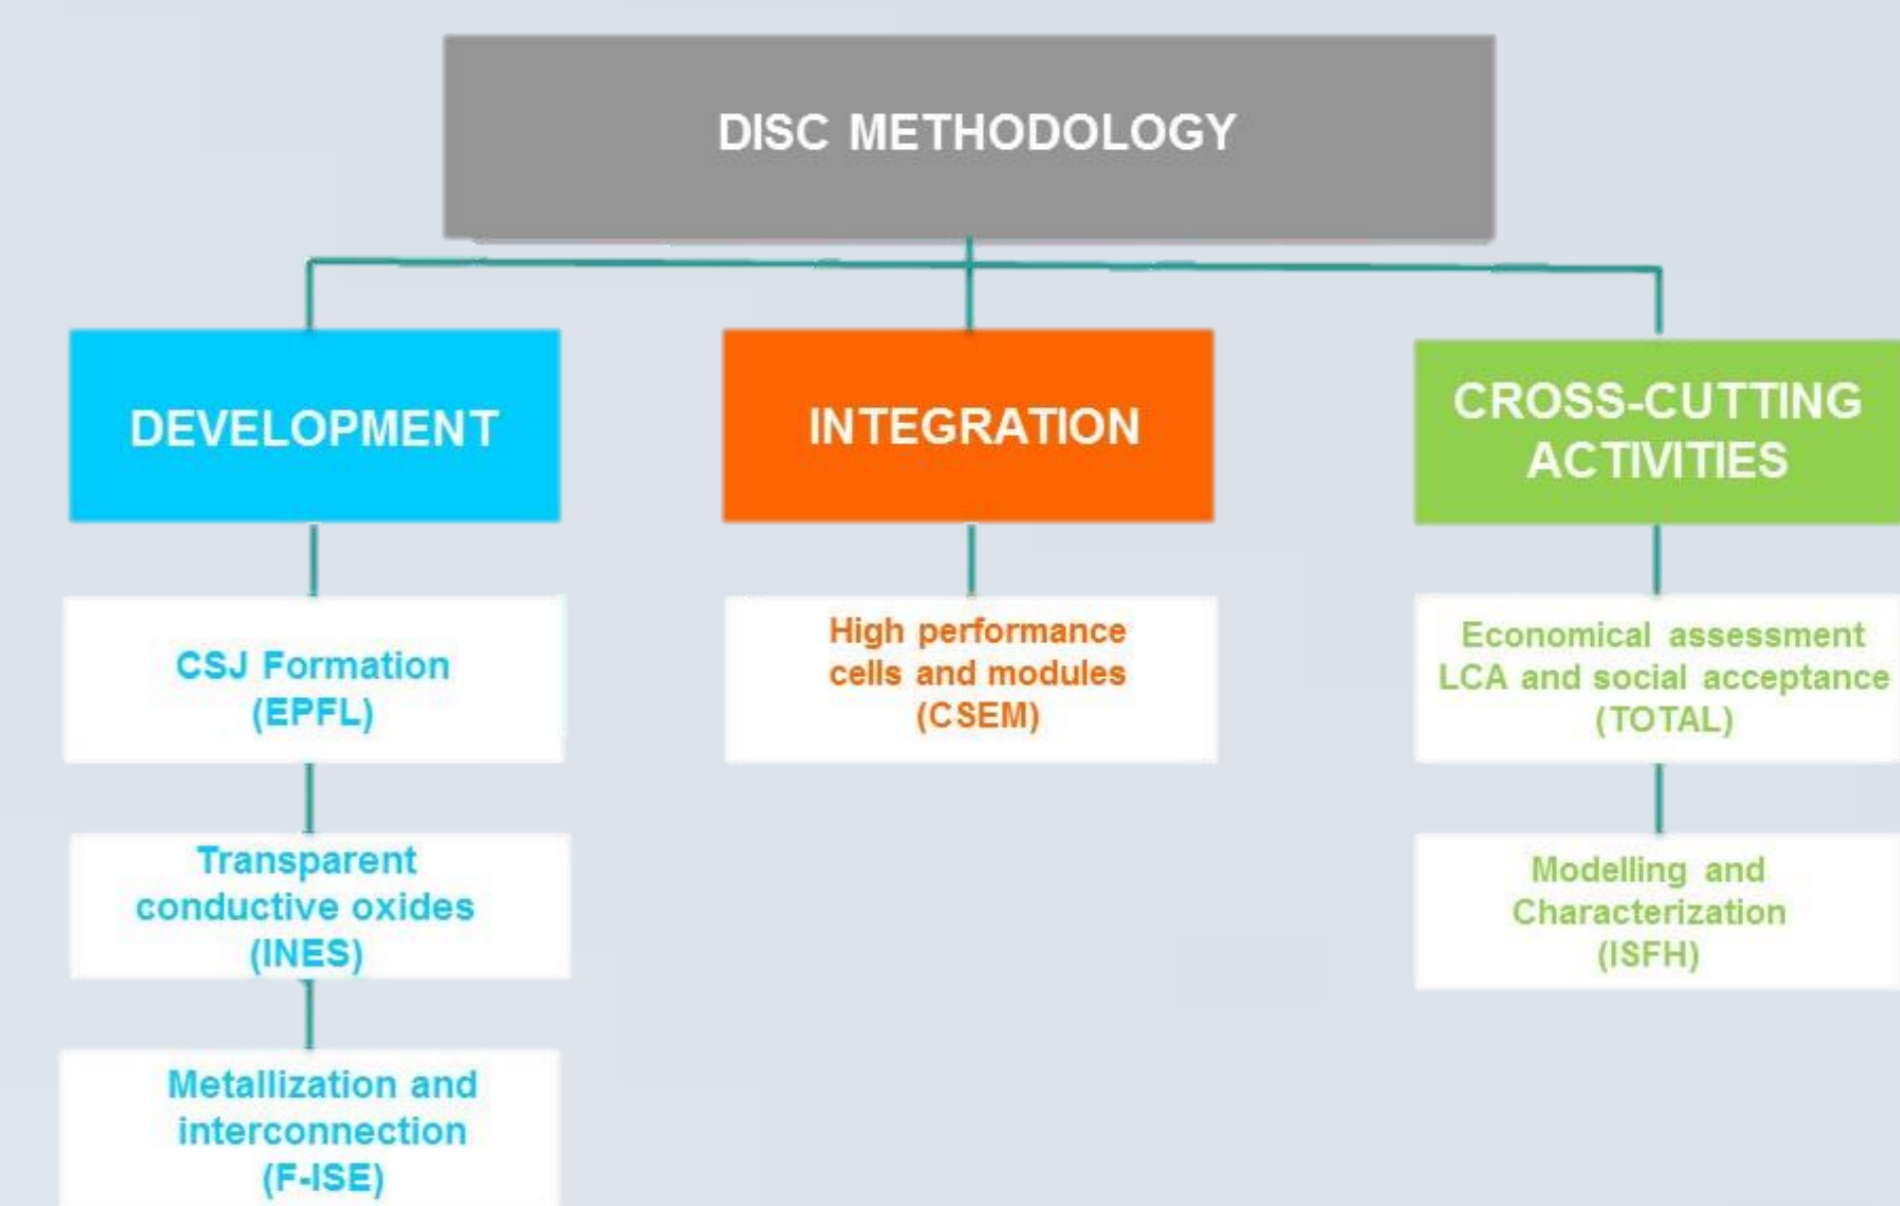 DISC METHODOLOGY
DEVELOPMENT
CSJ Formation
(EPFL)
Transparent
conductive oxides
(INES)
Metallization and
interconnection
(F-ISE)
INTEGRATION
High performance
cells and modules
(CSEM)
CROSS-CUTTING
ACTIVITIES
Economical assessment
LCA and social acceptance
(TOTAL)
Modelling and
Characterization
(ISFH)